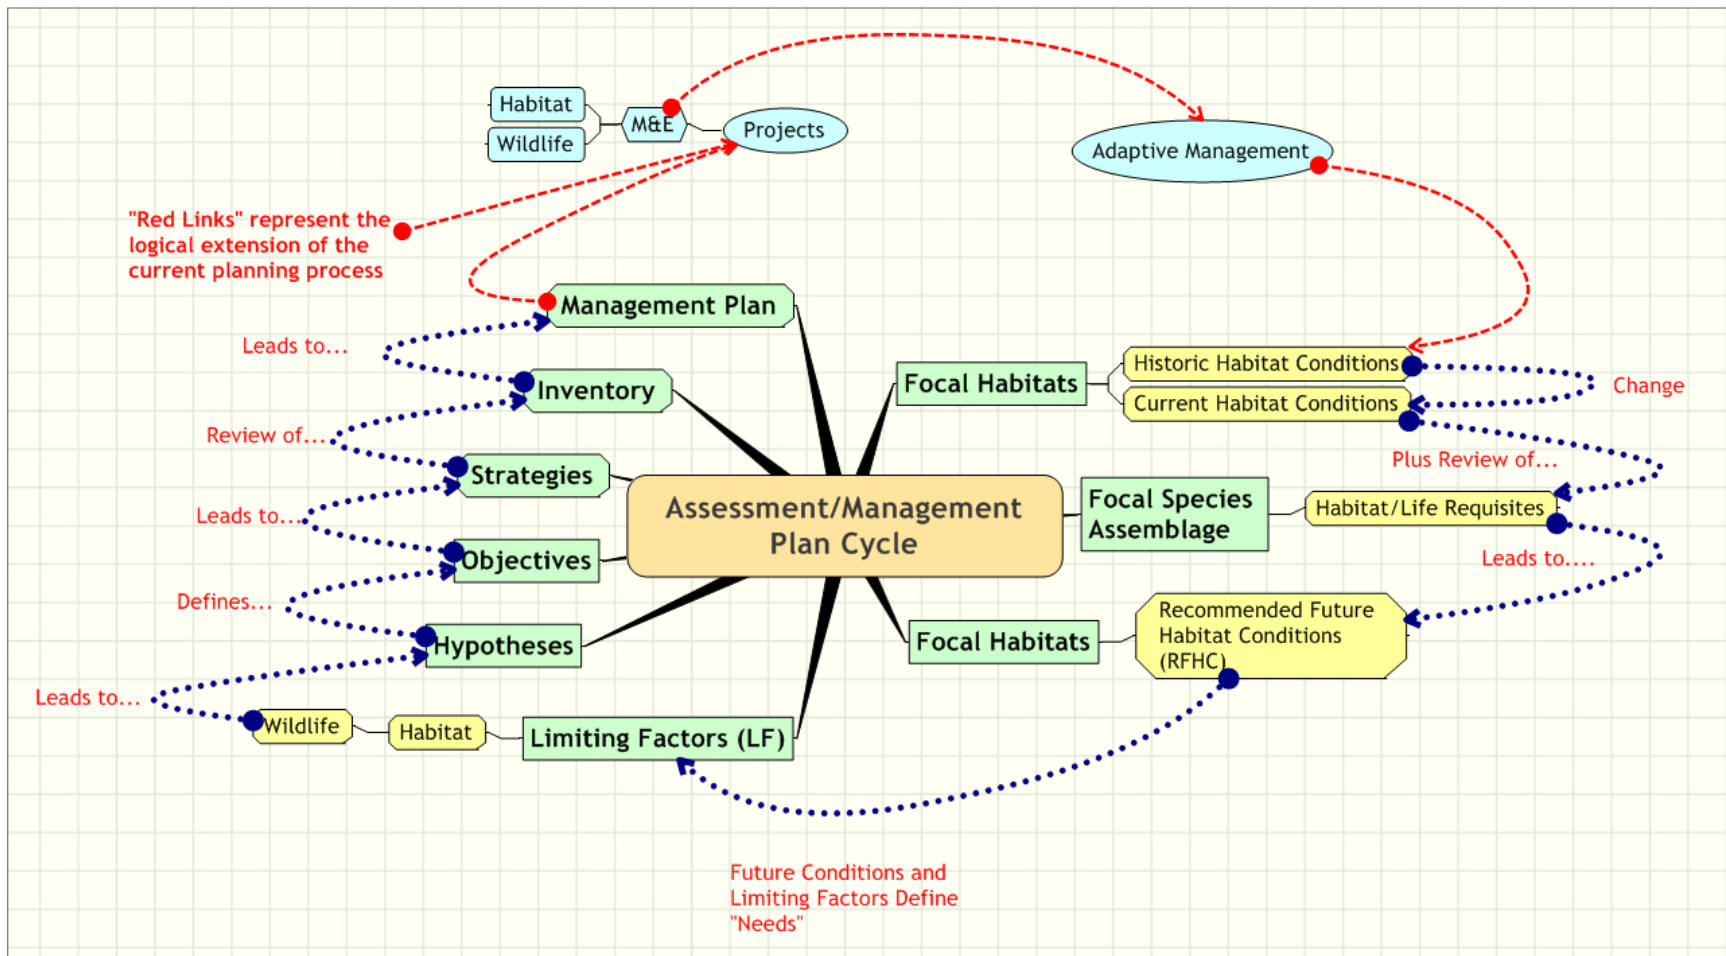 Habitat
M&E
Wildlife
Projects
Adaptive Management
"Red Links" represent the
logical extension of the
current planning process
Management Plan
Leads to...
Inventory
Review of...
Strategies
Leads to...
Objectives
Defines...
Hypotheses
Leads to...
Wildlife
Habitat
Limiting Factors (LF)
Assessment/Management
Plan Cycle
Focal Habitats
Historic Habitat Conditions
Current Habitat Conditions
Change
Plus Review of...
Focal Species
Assemblage
Habitat/Life Requisites
Leads to....
Focal Habitats
Recommended Future
Habitat Conditions
(RFHC)
Future Conditions and
Limiting Factors Define
"Needs"